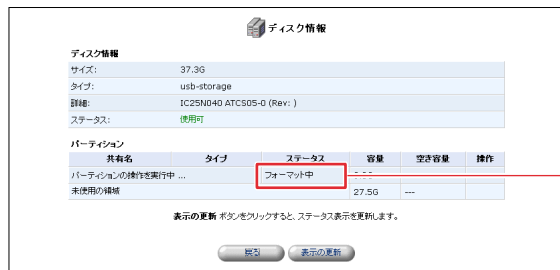 ディスク情報
ディスク情報
サイズ: 37.3G
タイプ: usb-storage
詳細: IC25N040 ATCS05-0 (Rev: )
ステータス: 使用可
パーティション
共有名 タイプ ステータス 容量 空き容量 操作
パーティションの操作を実行中 ... フォーマット中
未使用の領域 27.5G ---
表示の更新 ボタンをクリックすると、ステータス表示を更新します。
戻る 表示の更新